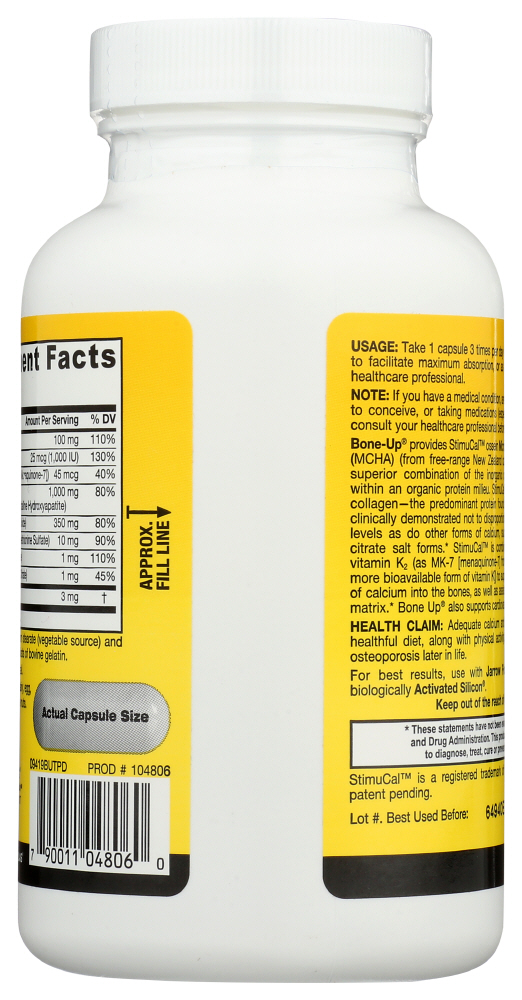 ent Facts
Amount Per Serving % DV
100 mg 110%
25 mcg (1,000 IU) 130%
quinone-7]) 45 mcg 40%
1,000 mg 80%
Hydroxyapatite)
350 mg 80%
Sulfate) 10 mg 90%
1 mg 110%
1 mg 45%
3 mg †
stearate (vegetable source) and
of bovine gelatin.
egg,
APPROX.
FILL LINE
Actual Capsule Size
09419BUTPD PROD # 104806
7 90011 04806 0
USAGE: Take 1 capsule 3 times per
to facilitate maximum absorption, or
healthcare professional.
NOTE: If you have a medical condition,
to conceive, or taking medications
consult your healthcare professional
Bone-Up® provides StimuCal™ ossein
(MCHA) (from free-range New Zealand
superior combination of the inorganic
within an organic protein milieu.
collagen—the predominant protein
clinically demonstrated not to
levels as do other forms of calcium,
citrate salt forms.* StimuCal™ is
vitamin K2 (as MK-7 [menaquinone-7]
more bioavailable form of vitamin K) to
of calcium into the bones, as well as
matrix.* Bone Up® also supports
HEALTH CLAIM: Adequate calcium
healthful diet, along with physical
osteoporosis later in life.
For best results, use with Jarrow
biologically Activated Silicon®.
Keep out of the reach
* These statements have not been
and Drug Administration. This
to diagnose, treat, cure or
StimuCal™ is a registered trademark
patent pending.
Lot #. Best Used Before: